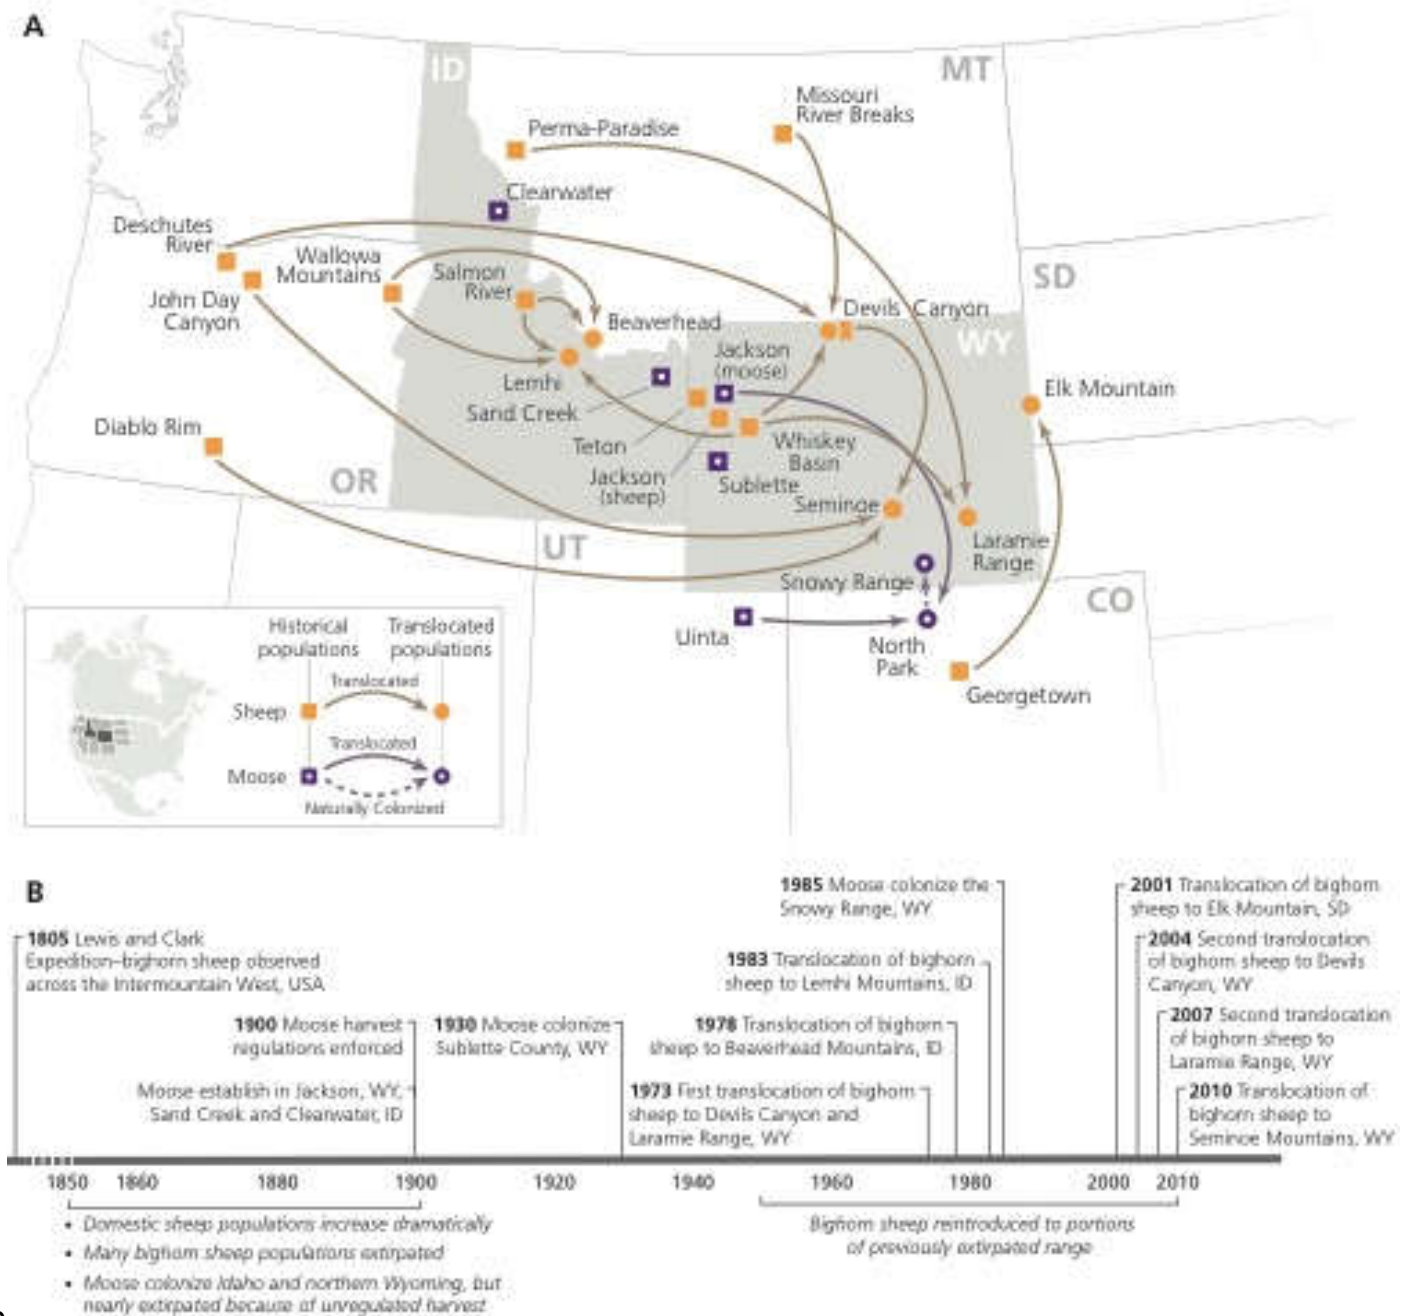 A
ID
MT
Missouri
River Breaks
Perma-Paradise
Clearwater
Deschutes
River
Wallowa
Mountains
Salmon
River
SD
John Day
Canyon
Devils Canyon
Beaverhead
WY
Jackson
(moose)
Lemhi
Elk Mountain
Sand Creek
Diablo Rim
Teton
Whiskey
Basin
OR
Jackson
(sheep)
Sublette
Seminoe
UT
Laramie
Range
Snowy Range
CO
Uinta
North
Park
Georgetown
Historical
populations
Translocated
populations
Translocated
Sheep
Translocated
Moose
Naturally Colonized
B
1985 Moose colonize the
Snowy Range, WY
2001 Translocation of bighorn
sheep to Elk Mountain, SD
1805 Lewis and Clark
Expedition–bighorn sheep observed
across the Intermountain West, USA
1983 Translocation of bighorn
sheep to Lemhi Mountains, ID
2004 Second translocation
of bighorn sheep to Devils
Canyon, WY
1900 Moose harvest
regulations enforced
1930 Moose colonize
Sublette County, WY
1978 Translocation of bighorn
sheep to Beaverhead Mountains, ID
2007 Second translocation
of bighorn sheep to
Laramie Range, WY
Moose establish in Jackson, WY,
Sand Creek and Clearwater, ID
1973 First translocation of bighorn
sheep to Devils Canyon and
Laramie Range, WY
2010 Translocation of
bighorn sheep to
Seminoe Mountains, WY
1850 1860 1880 1900 1920 1940 1960 1980 2000 2010
• Domestic sheep populations increase dramatically
• Many bighorn sheep populations extirpated
• Moose colonize Idaho and northern Wyoming, but
nearly extirpated because of unregulated harvest
Bighorn sheep reintroduced to portions
of previously extirpated range